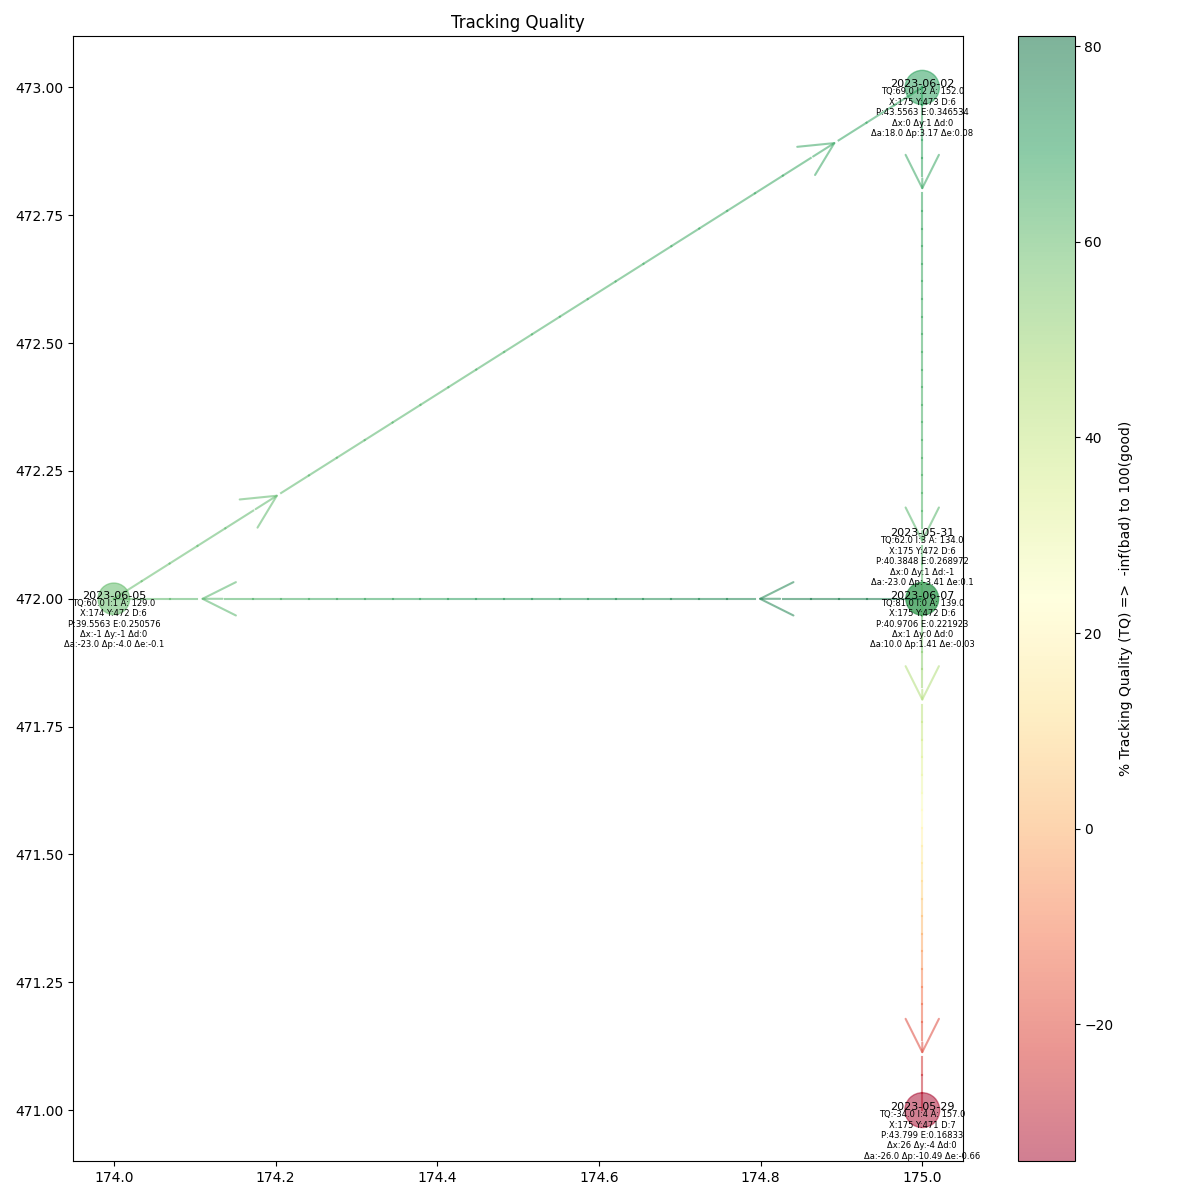 Tracking Quality
473.00
472.75
472.50
472.25
472.00
471.75
471.50
471.25
471.00
174.0
174.2
174.4
174.6
174.8
175.0
2023-06-02
TQ:69.0 I:2 A: 152.0
X:175 Y:473 D:6
P:43.5563 E:0.346534
Δx:0 Δy:1 Δd:0
Δa:18.0 Δp:3.17 Δe:0.08
2023-05-31
TQ:62.0 I:3 A: 134.0
X:175 Y:472 D:6
P:40.3848 E:0.268972
Δx:0 Δy:1 Δd:-1
Δa:-23.0 Δp:-3.41 Δe:0.1
2023-06-05
TQ:60.0 I:1 A: 129.0
X:174 Y:472 D:6
P:39.5563 E:0.250576
Δx:-1 Δy:-1 Δd:0
Δa:-23.0 Δp:-4.0 Δe:-0.1
2023-06-07
TQ:81.0 I:0 A: 139.0
X:175 Y:472 D:6
P:40.9706 E:0.221923
Δx:1 Δy:0 Δd:0
Δa:10.0 Δp:1.41 Δe:-0.03
2023-05-29
TQ:-34.0 I:4 A: 157.0
X:175 Y:471 D:7
P:43.799 E:0.16833
Δx:26 Δy:-4 Δd:0
Δa:-26.0 Δp:-10.49 Δe:-0.66
80
60
40
20
0
−20
% Tracking Quality (TQ) => -inf(bad) to 100(good)